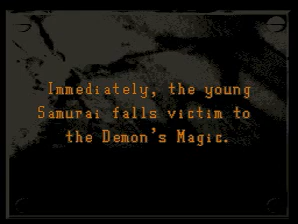 Immediately, the young
Samurai falls victim to
the Demon's Magic.